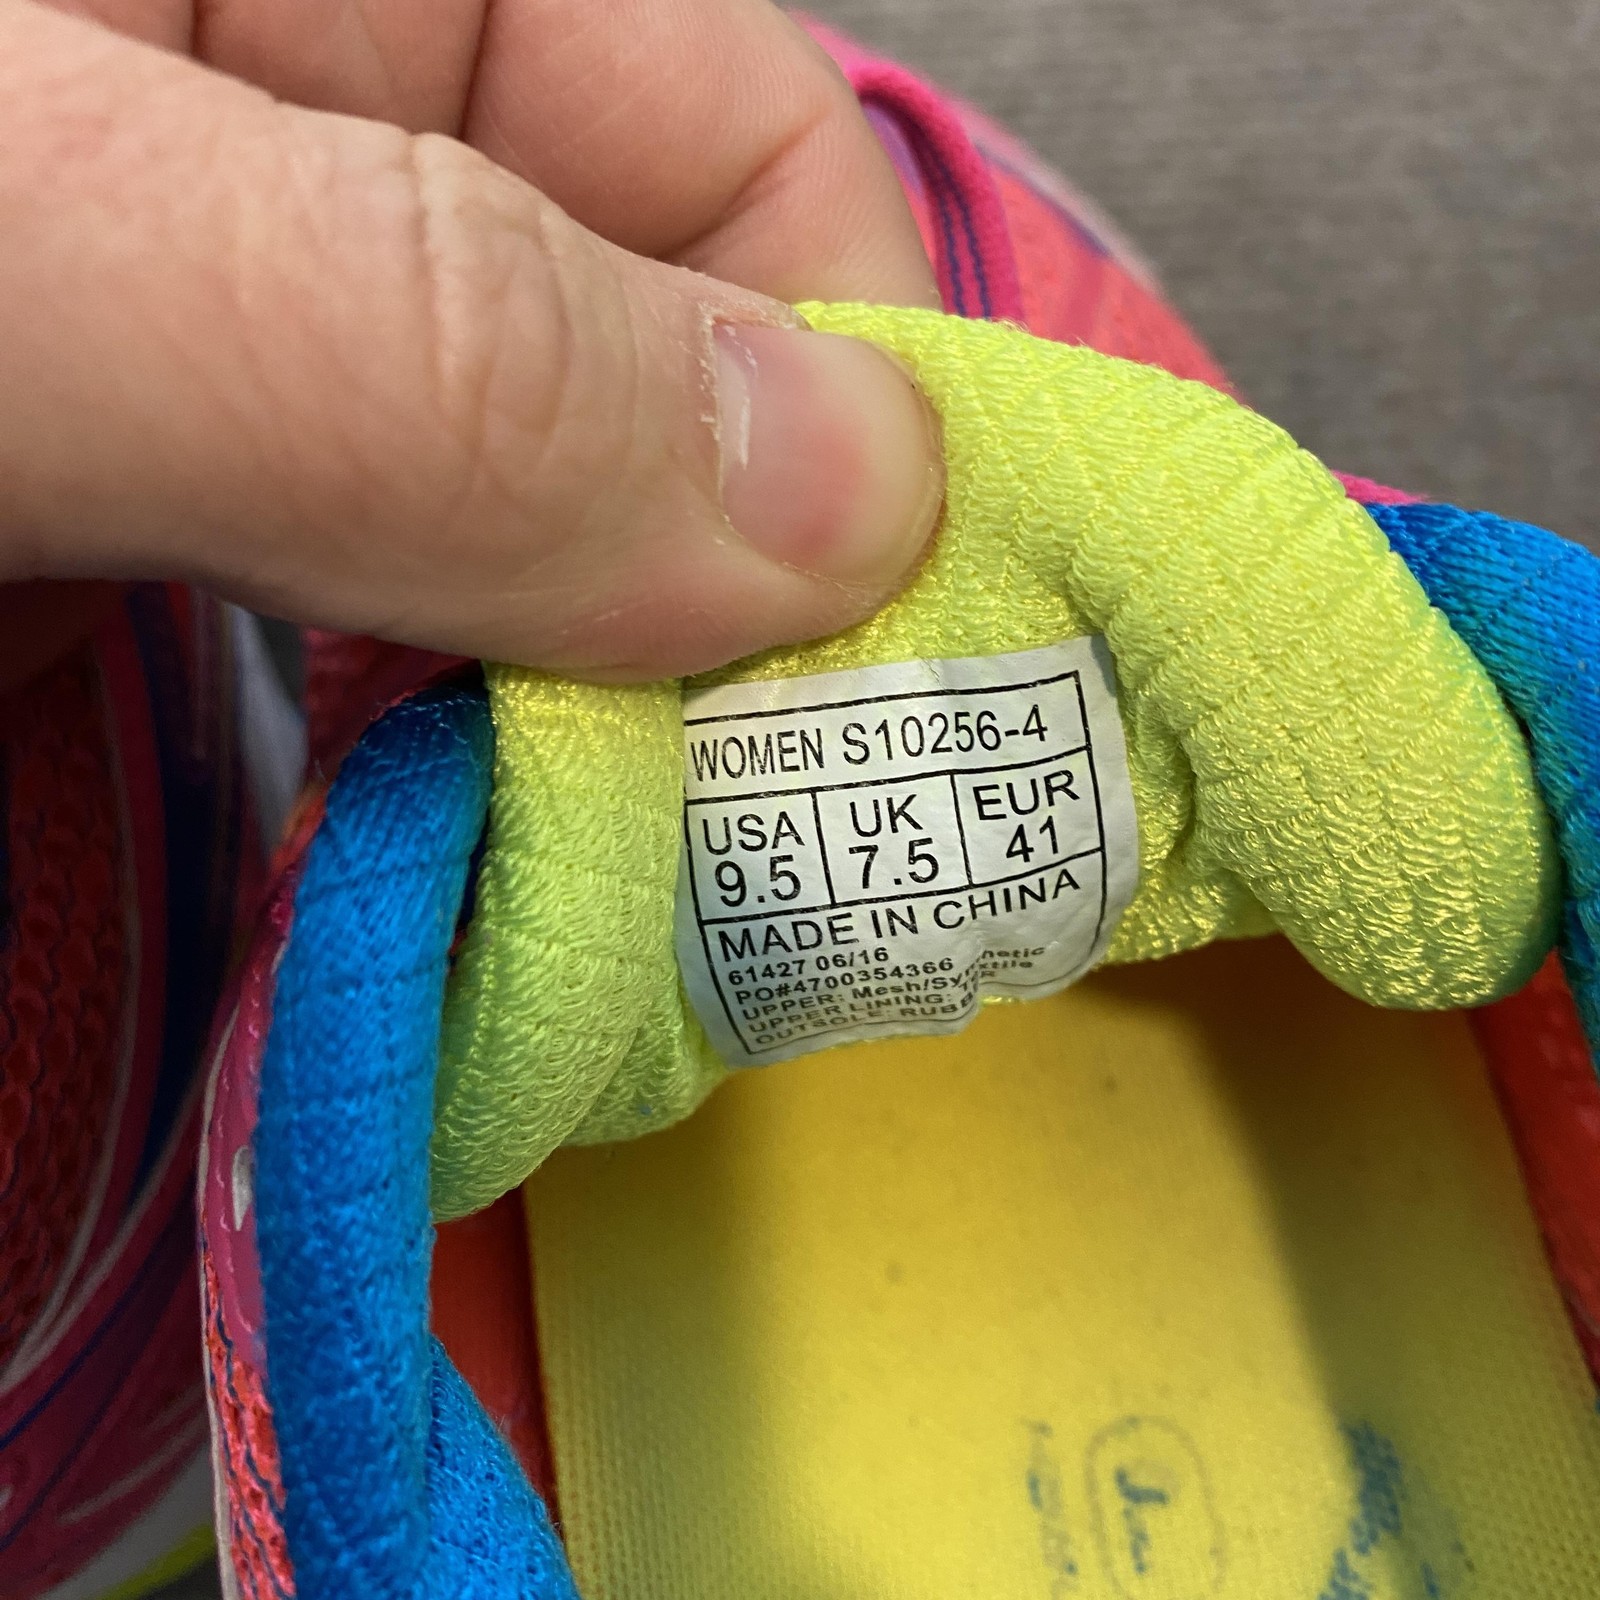 WOMEN S10256-4
USA UK EUR
9.5 7.5 41
MADE IN CHINA
61427 06/16
PO#4700354366
UPPER: Mesh/Synthetic
UPPER LINING:
OUTSOLE: